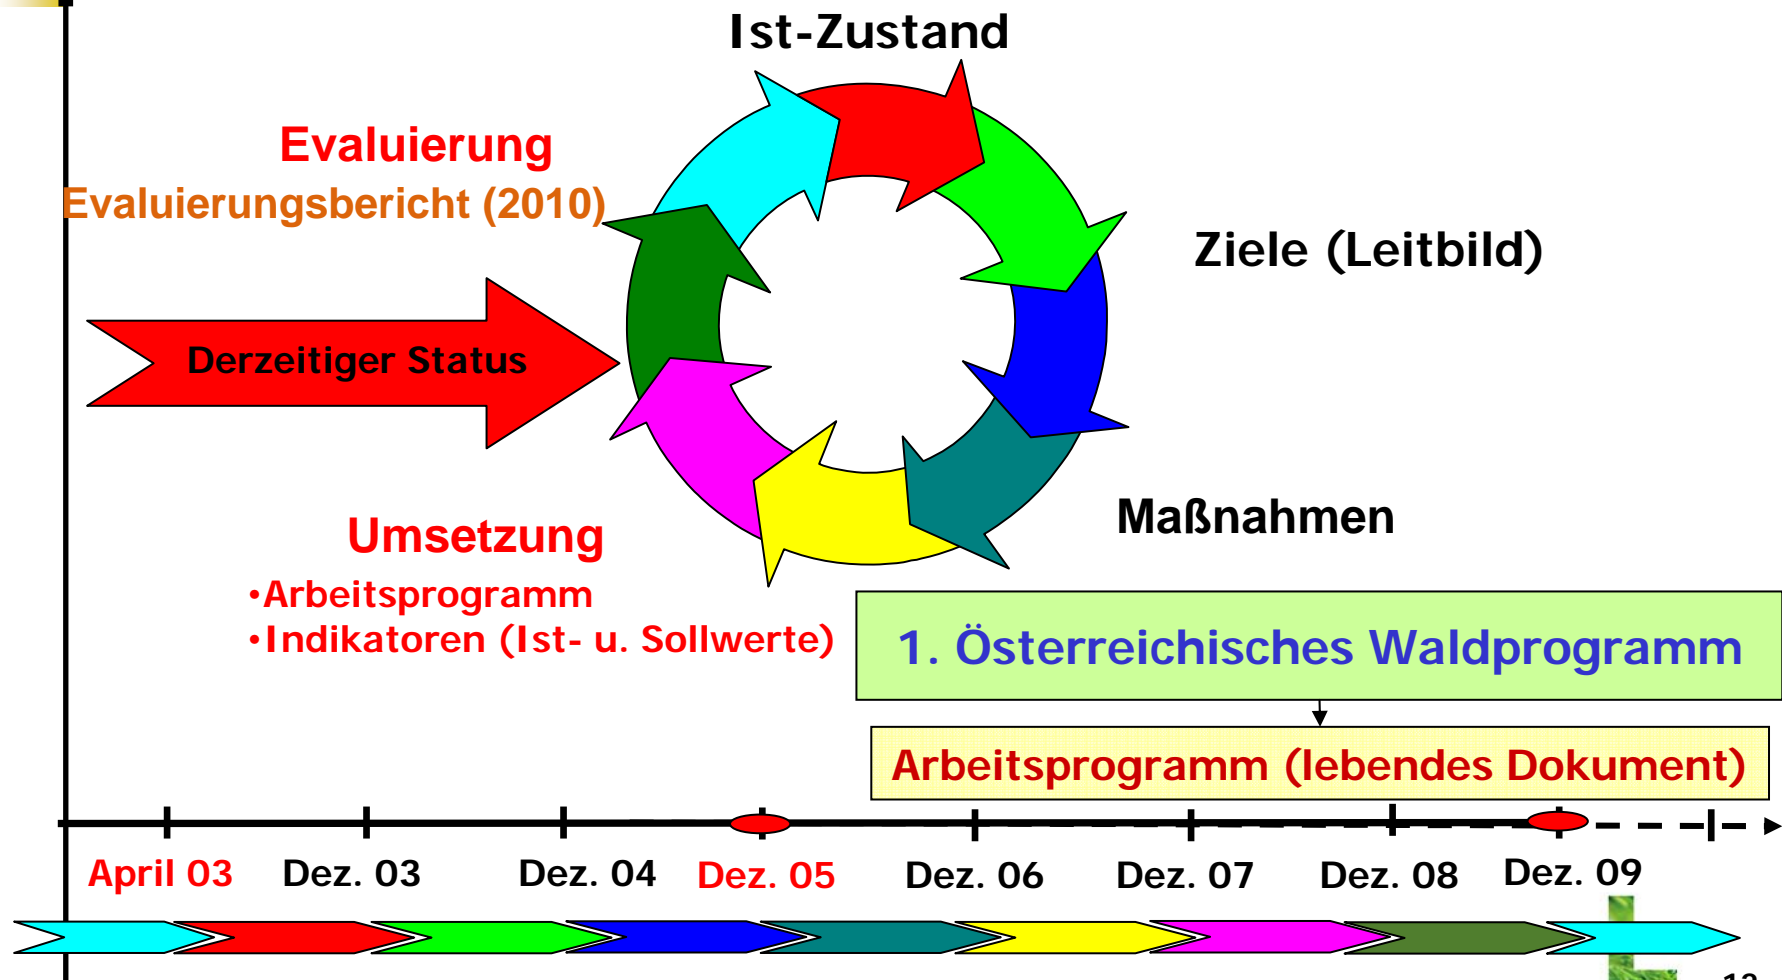 Ist-Zustand
Evaluierung
Evaluierungsbericht (2010)
Ziele (Leitbild)
Derzeitiger Status
Maßnahmen
Umsetzung
•Arbeitsprogramm
•Indikatoren (Ist- u. Sollwerte)
1. Österreichisches Waldprogramm
Arbeitsprogramm (lebendes Dokument)
April 03 Dez. 03 Dez. 04 Dez. 05 Dez. 06 Dez. 07 Dez. 08 Dez. 09